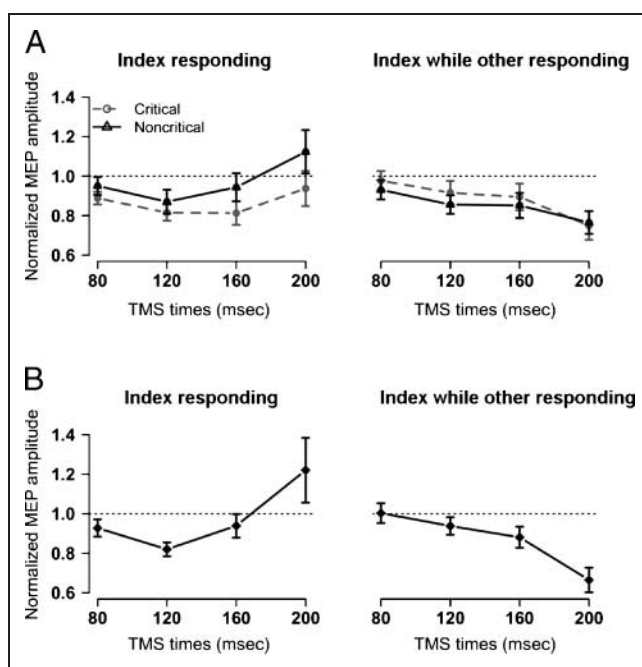 A
Index responding Index while other responding
Normalized MEP amplitude
1.4
1.2
1.0
0.8
0.6
Critical
Noncritical
80 120 160 200 80 120 160 200
TMS times (msec) TMS times (msec)
B
Index responding Index while other responding
Normalized MEP amplitude
1.4
1.2
1.0
0.8
0.6
80 120 160 200 80 120 160 200
TMS times (msec) TMS times (msec)